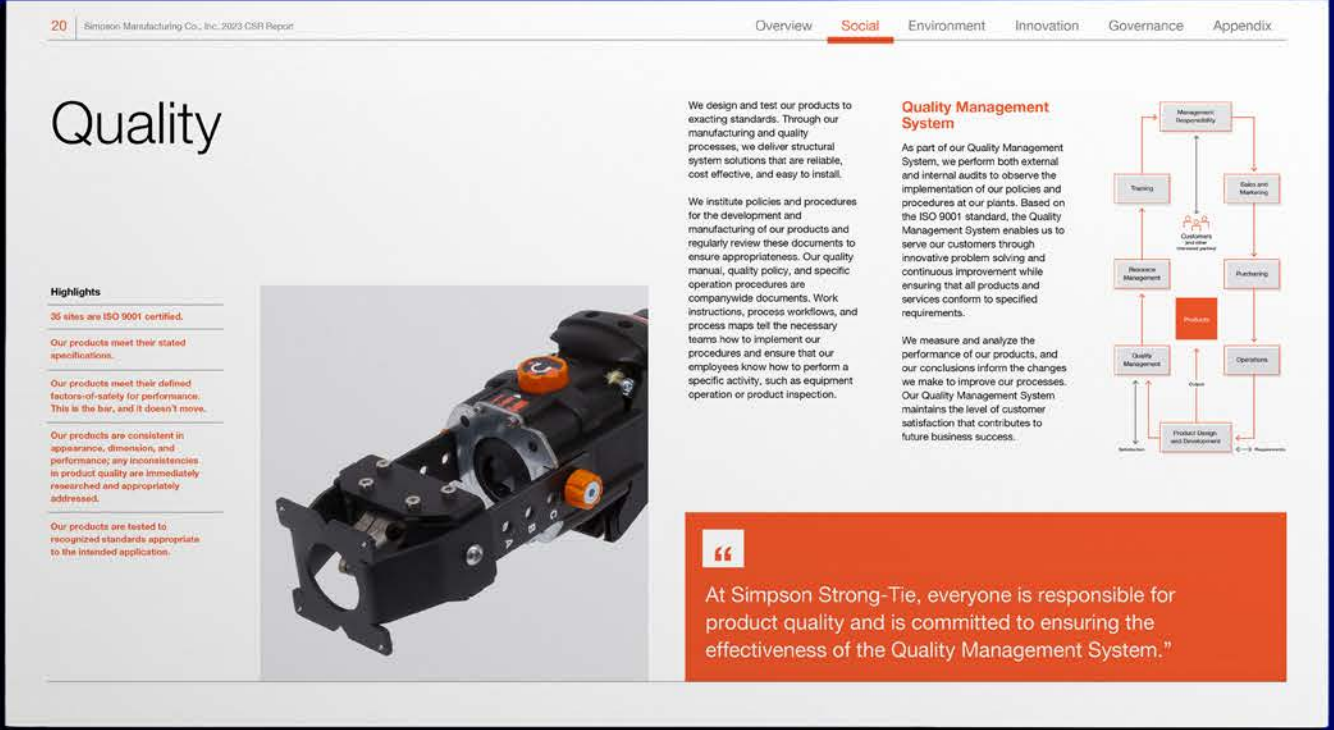 20
Simpson Manufacturing Co., Inc. 2023 CSR Report
Overview
Social
Environment
Innovation
Governance
Appendix
Quality
Highlights
35 sites are ISO 9001 certified.
Our products meet their stated
specifications.
Our products meet their defined
factors-of-safety for performance.
This is the bar, and it doesn't move.
Our products are consistent in
appearance, dimension, and
performance; any inconsistencies
in product quality are immediately
researched and appropriately
addressed.
Our products are tested to
recognized standards appropriate
to the intended application.
C
B
A
We design and test our products to
exacting standards. Through our
manufacturing and quality
processes, we deliver structural
system solutions that are reliable,
cost effective, and easy to install.
We institute policies and procedures
for the development and
manufacturing of our products and
regularly review these documents to
ensure appropriateness. Our quality
manual, quality policy, and specific
operation procedures are
companywide documents. Work
instructions, process workflows, and
process maps tell the necessary
teams how to implement our
procedures and ensure that our
employees know how to perform a
specific activity, such as equipment
operation or product inspection.
Quality Management
System
As part of our Quality Management
System, we perform both external
and internal audits to observe the
implementation of our policies and
procedures at our plants. Based on
the ISO 9001 standard, the Quality
Management System enables us to
serve our customers through
innovative problem solving and
continuous improvement while
ensuring that all products and
services conform to specified
requirements.
We measure and analyze the
performance of our products, and
our conclusions inform the changes
we make to improve our processes.
Our Quality Management System
maintains the level of customer
satisfaction that contributes to
future business success.
Management
Responsibility
Training
Sales and
Marketing
Customers
and other
interested parties
Resource
Management
Purchasing
Products
Quality
Management
Operations
Output
Product Design
and Development
Satisfaction
Requirements
“
At Simpson Strong-Tie, everyone is responsible for
product quality and is committed to ensuring the
effectiveness of the Quality Management System.”